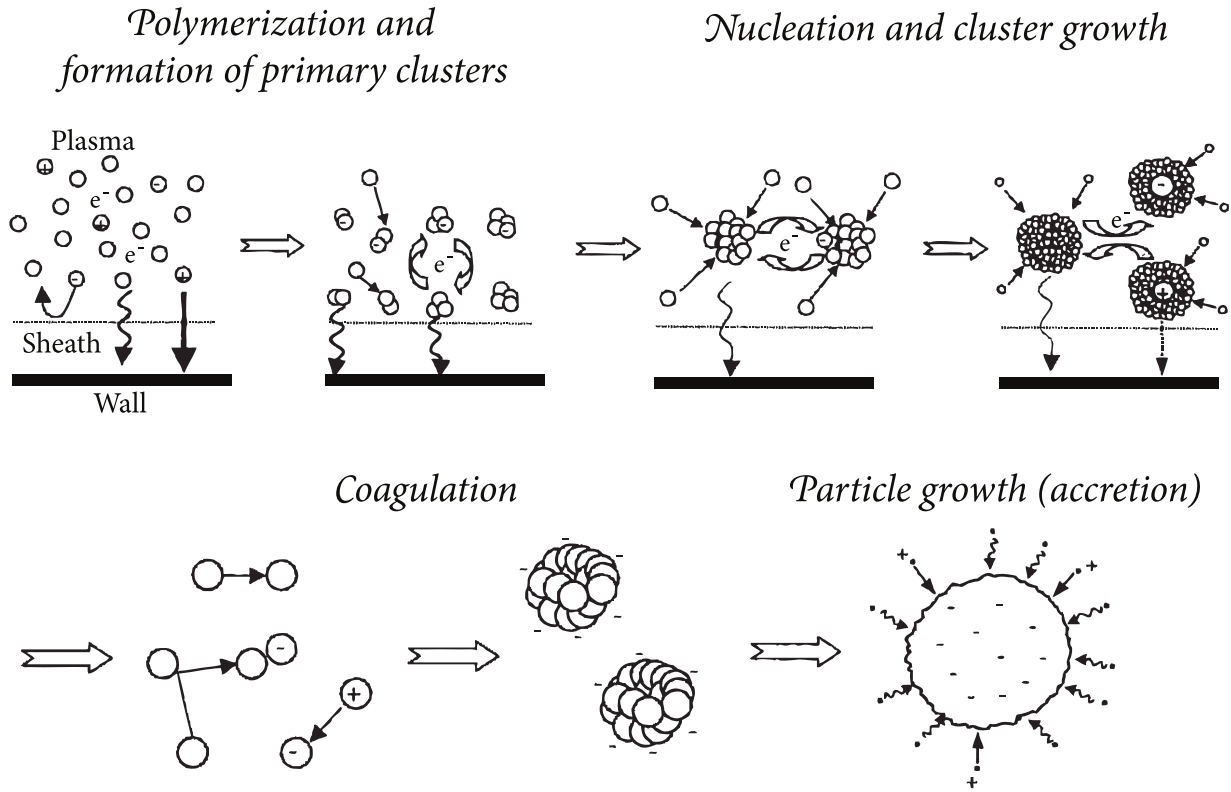 Polymerization and
formation of primary clusters
Nucleation and cluster growth
Plasma
e-
e-
Sheath
Wall
e-
e-
e-
Coagulation
Particle growth (accretion)